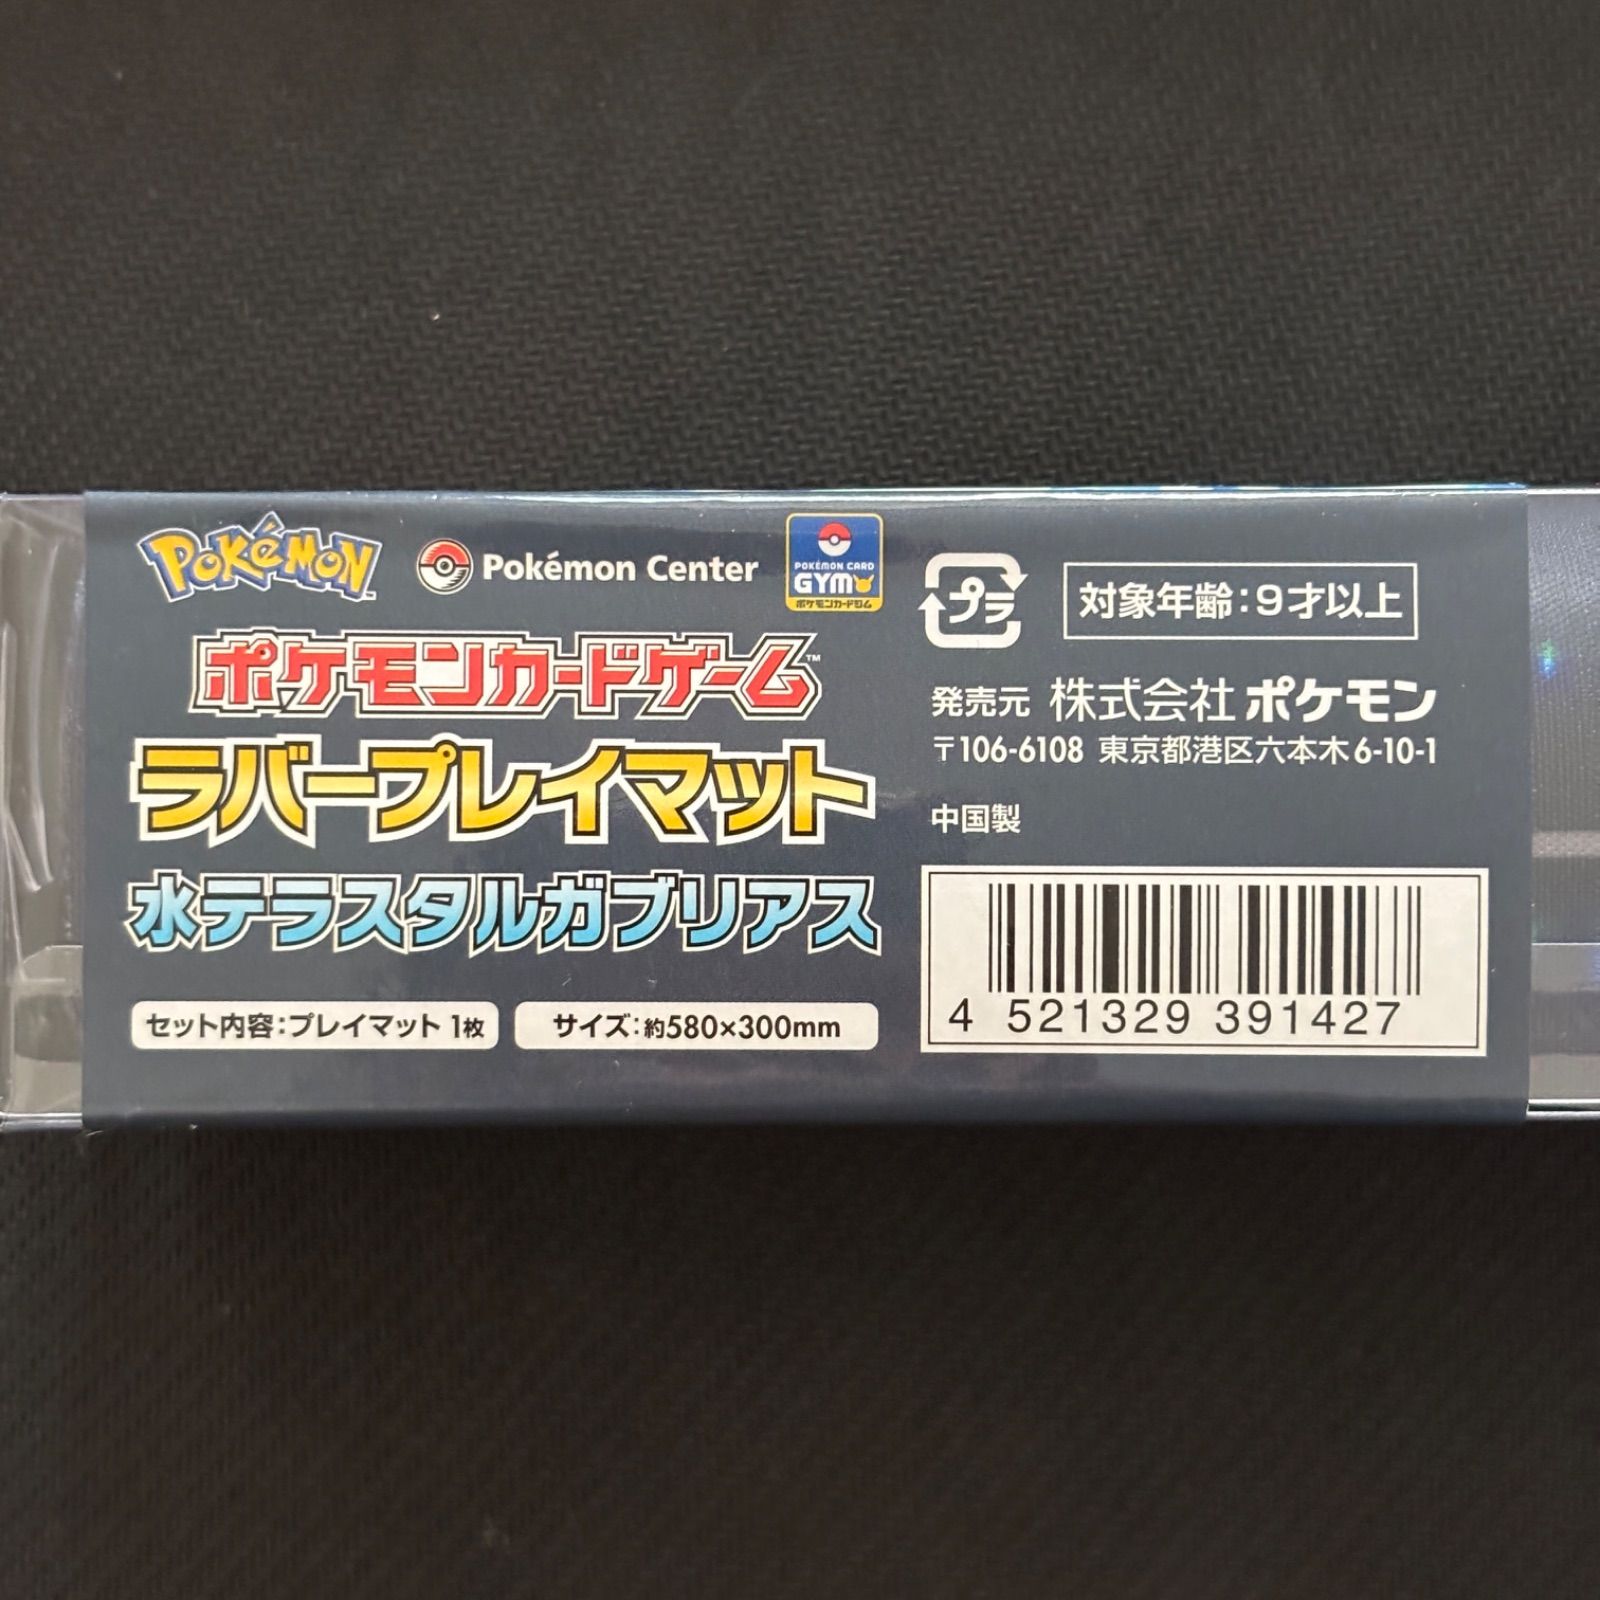 POKéMON
Pokémon Center
POKÉMON CARD
GYM
ポケモンカードジム
ポケモンカードゲーム™
ラバープレイマット
水テラスタルガブリアス
セット内容:プレイマット 1枚
サイズ:約580×300mm
プラ
対象年齢:9才以上
発売元 株式会社ポケモン
〒106-6108 東京都港区六本木6-10-1
中国製
4 521329 391427